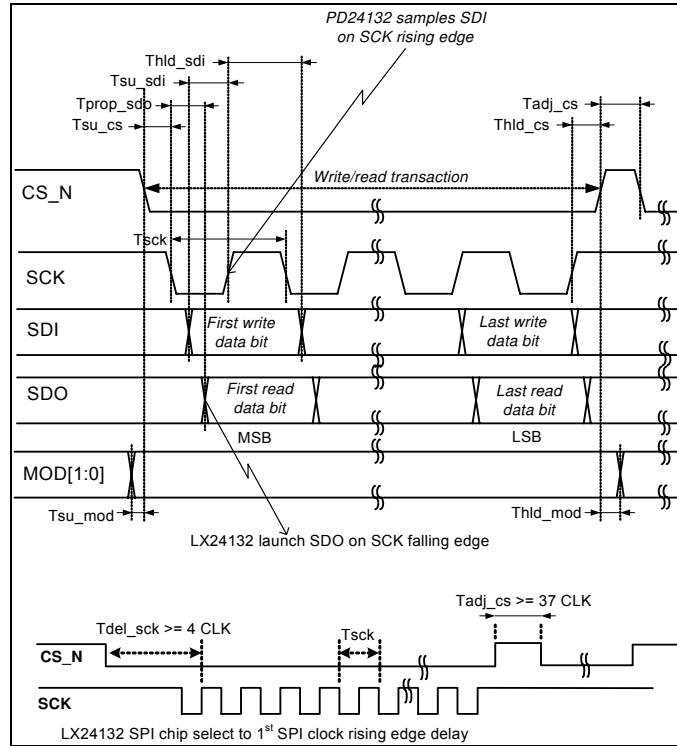 PD24132 samples SDI
on SCK rising edge
Thld_sdi
Tsu_sdi
Tprop_sdo
Tadj_cs
Tsu_cs
Thld_cs
Write/read transaction
CS_N
Tsck
SCK
SDI
First write
data bit
Last write
data bit
SDO
First read
data bit
Last read
data bit
MSB
LSB
MOD[1:0]
Tsu_mod
Thld_mod
LX24132 launch SDO on SCK falling edge
Tadj_cs >= 37 CLK
Tdel_sck >= 4 CLK
Tsck
CS_N
SCK
LX24132 SPI chip select to 1st SPI clock rising edge delay